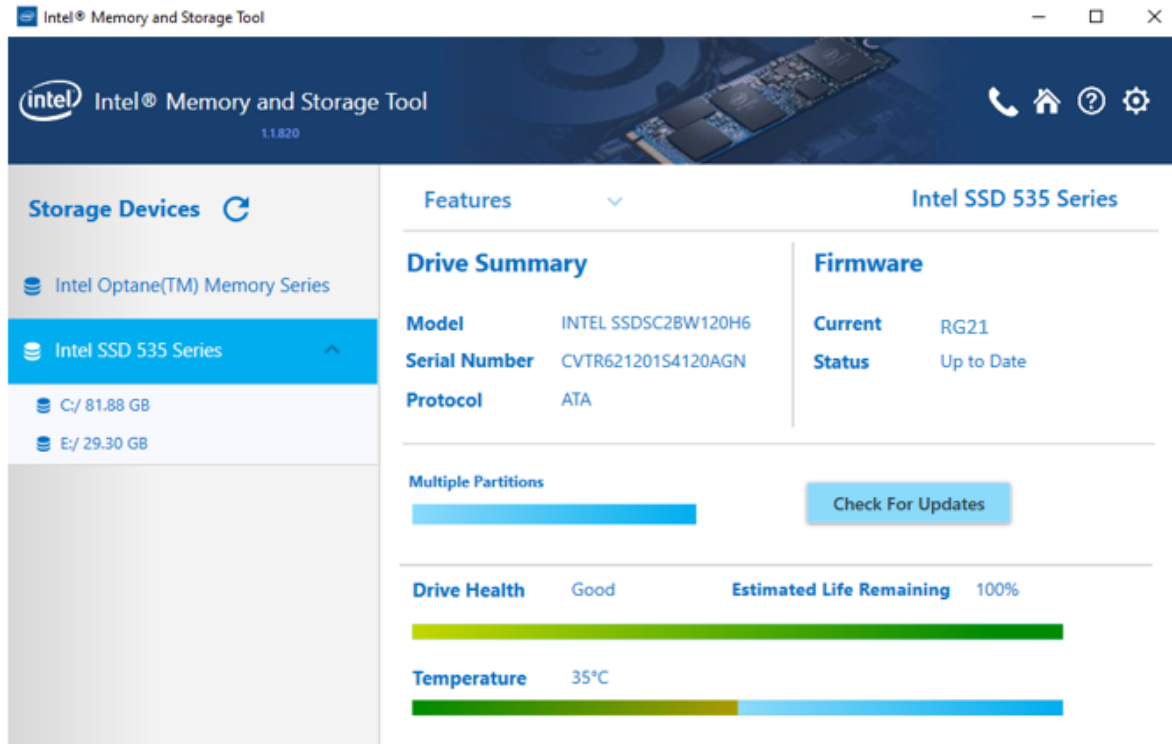 Intel® Memory and Storage Tool
intel Intel® Memory and Storage Tool
1.1.820
Storage Devices
Intel Optane(TM) Memory Series
Intel SSD 535 Series
C:/ 81.88 GB
E:/ 29.30 GB
Features
Intel SSD 535 Series
Drive Summary
Model INTEL SSDSC2BW120H6
Serial Number CVTR621201S4120AGN
Protocol ATA
Firmware
Current RG21
Status Up to Date
Multiple Partitions
Check For Updates
Drive Health Good Estimated Life Remaining 100%
Temperature 35°C